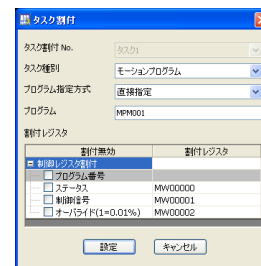 タスク割付
タスク割付 No. タスク1
タスク種別 モーションプログラム
プログラム指定方式 直接指定
プログラム MPM001
割付レジスタ
割付無効 割付レジスタ
制御レジスタ割付
プログラム番号
ステータス MW00000
制御信号 MW00001
オーバライド(1=0.01%) MW00002
設定 キャンセル